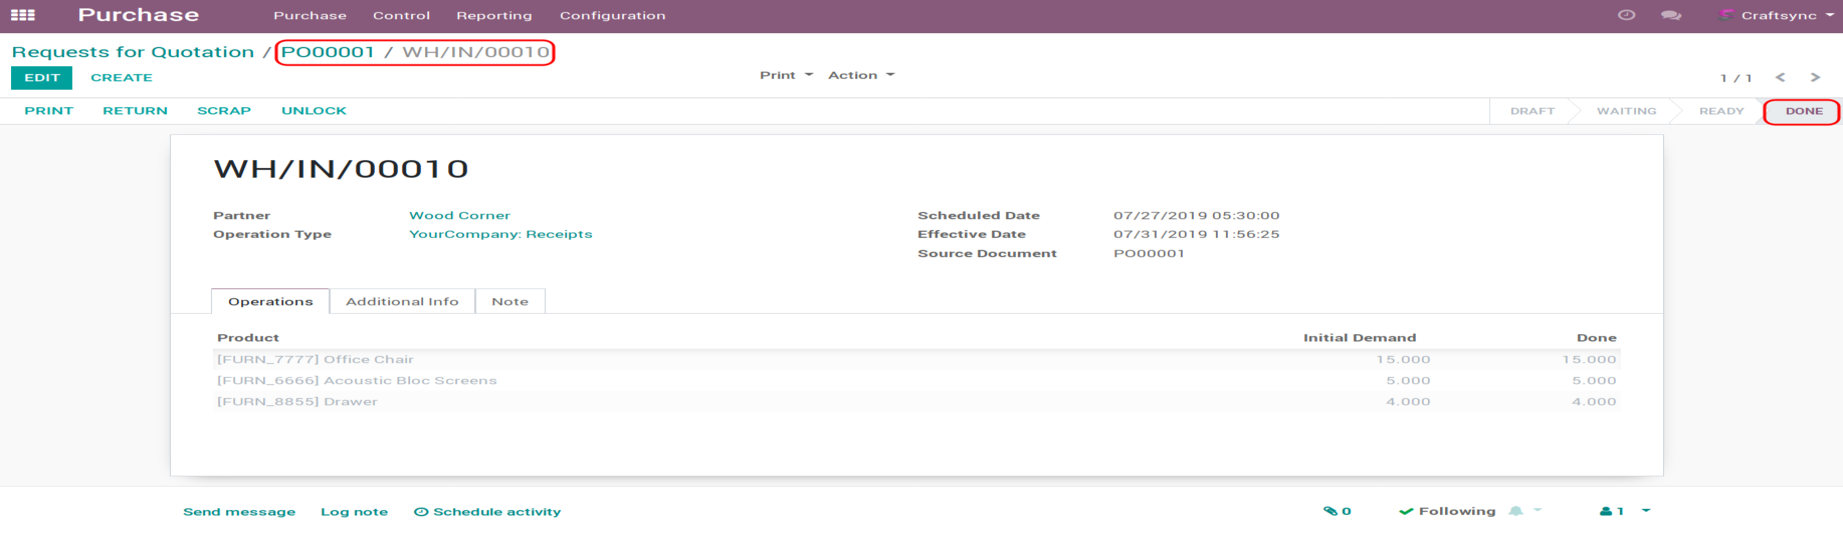 Purchase Purchase Control Reporting Configuration Craftsync
Requests for Quotation / PO00001 / WH/IN/00010
EDIT CREATE Print Action 1 / 1
PRINT RETURN SCRAP UNLOCK DRAFT WAITING READY DONE
WH/IN/00010
Partner Wood Corner Scheduled Date 07/27/2019 05:30:00
Operation Type YourCompany: Receipts Effective Date 07/31/2019 11:56:25
Source Document PO00001
Operations Additional Info Note
Product Initial Demand Done
[FURN_7777] Office Chair 15.000 15.000
[FURN_6666] Acoustic Bloc Screens 5.000 5.000
[FURN_8855] Drawer 4.000 4.000
Send message Log note Schedule activity 0 Following 1